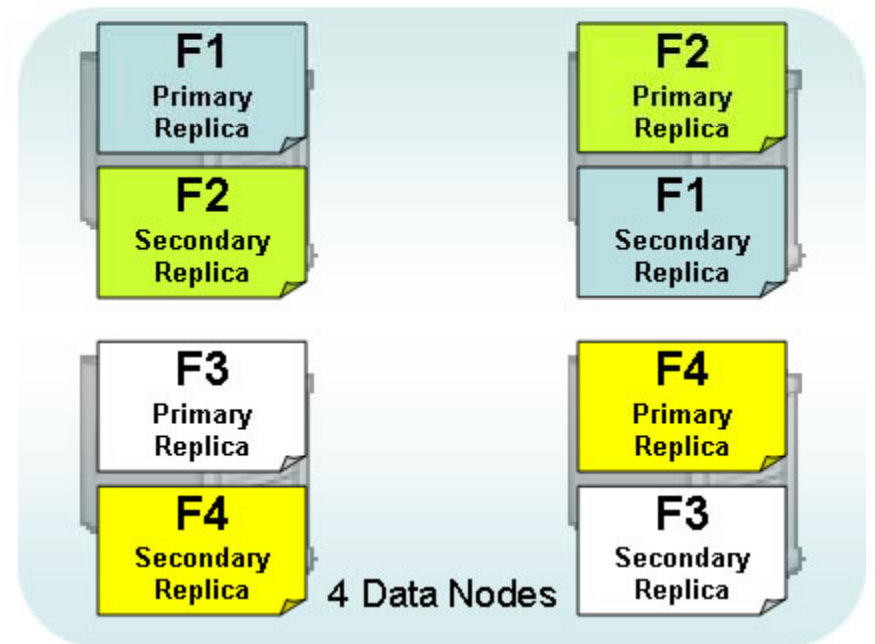 F1
Primary
Replica
F2
Secondary
Replica
F2
Primary
Replica
F1
Secondary
Replica
F3
Primary
Replica
F4
Secondary
Replica
F4
Primary
Replica
F3
Secondary
Replica
4 Data Nodes